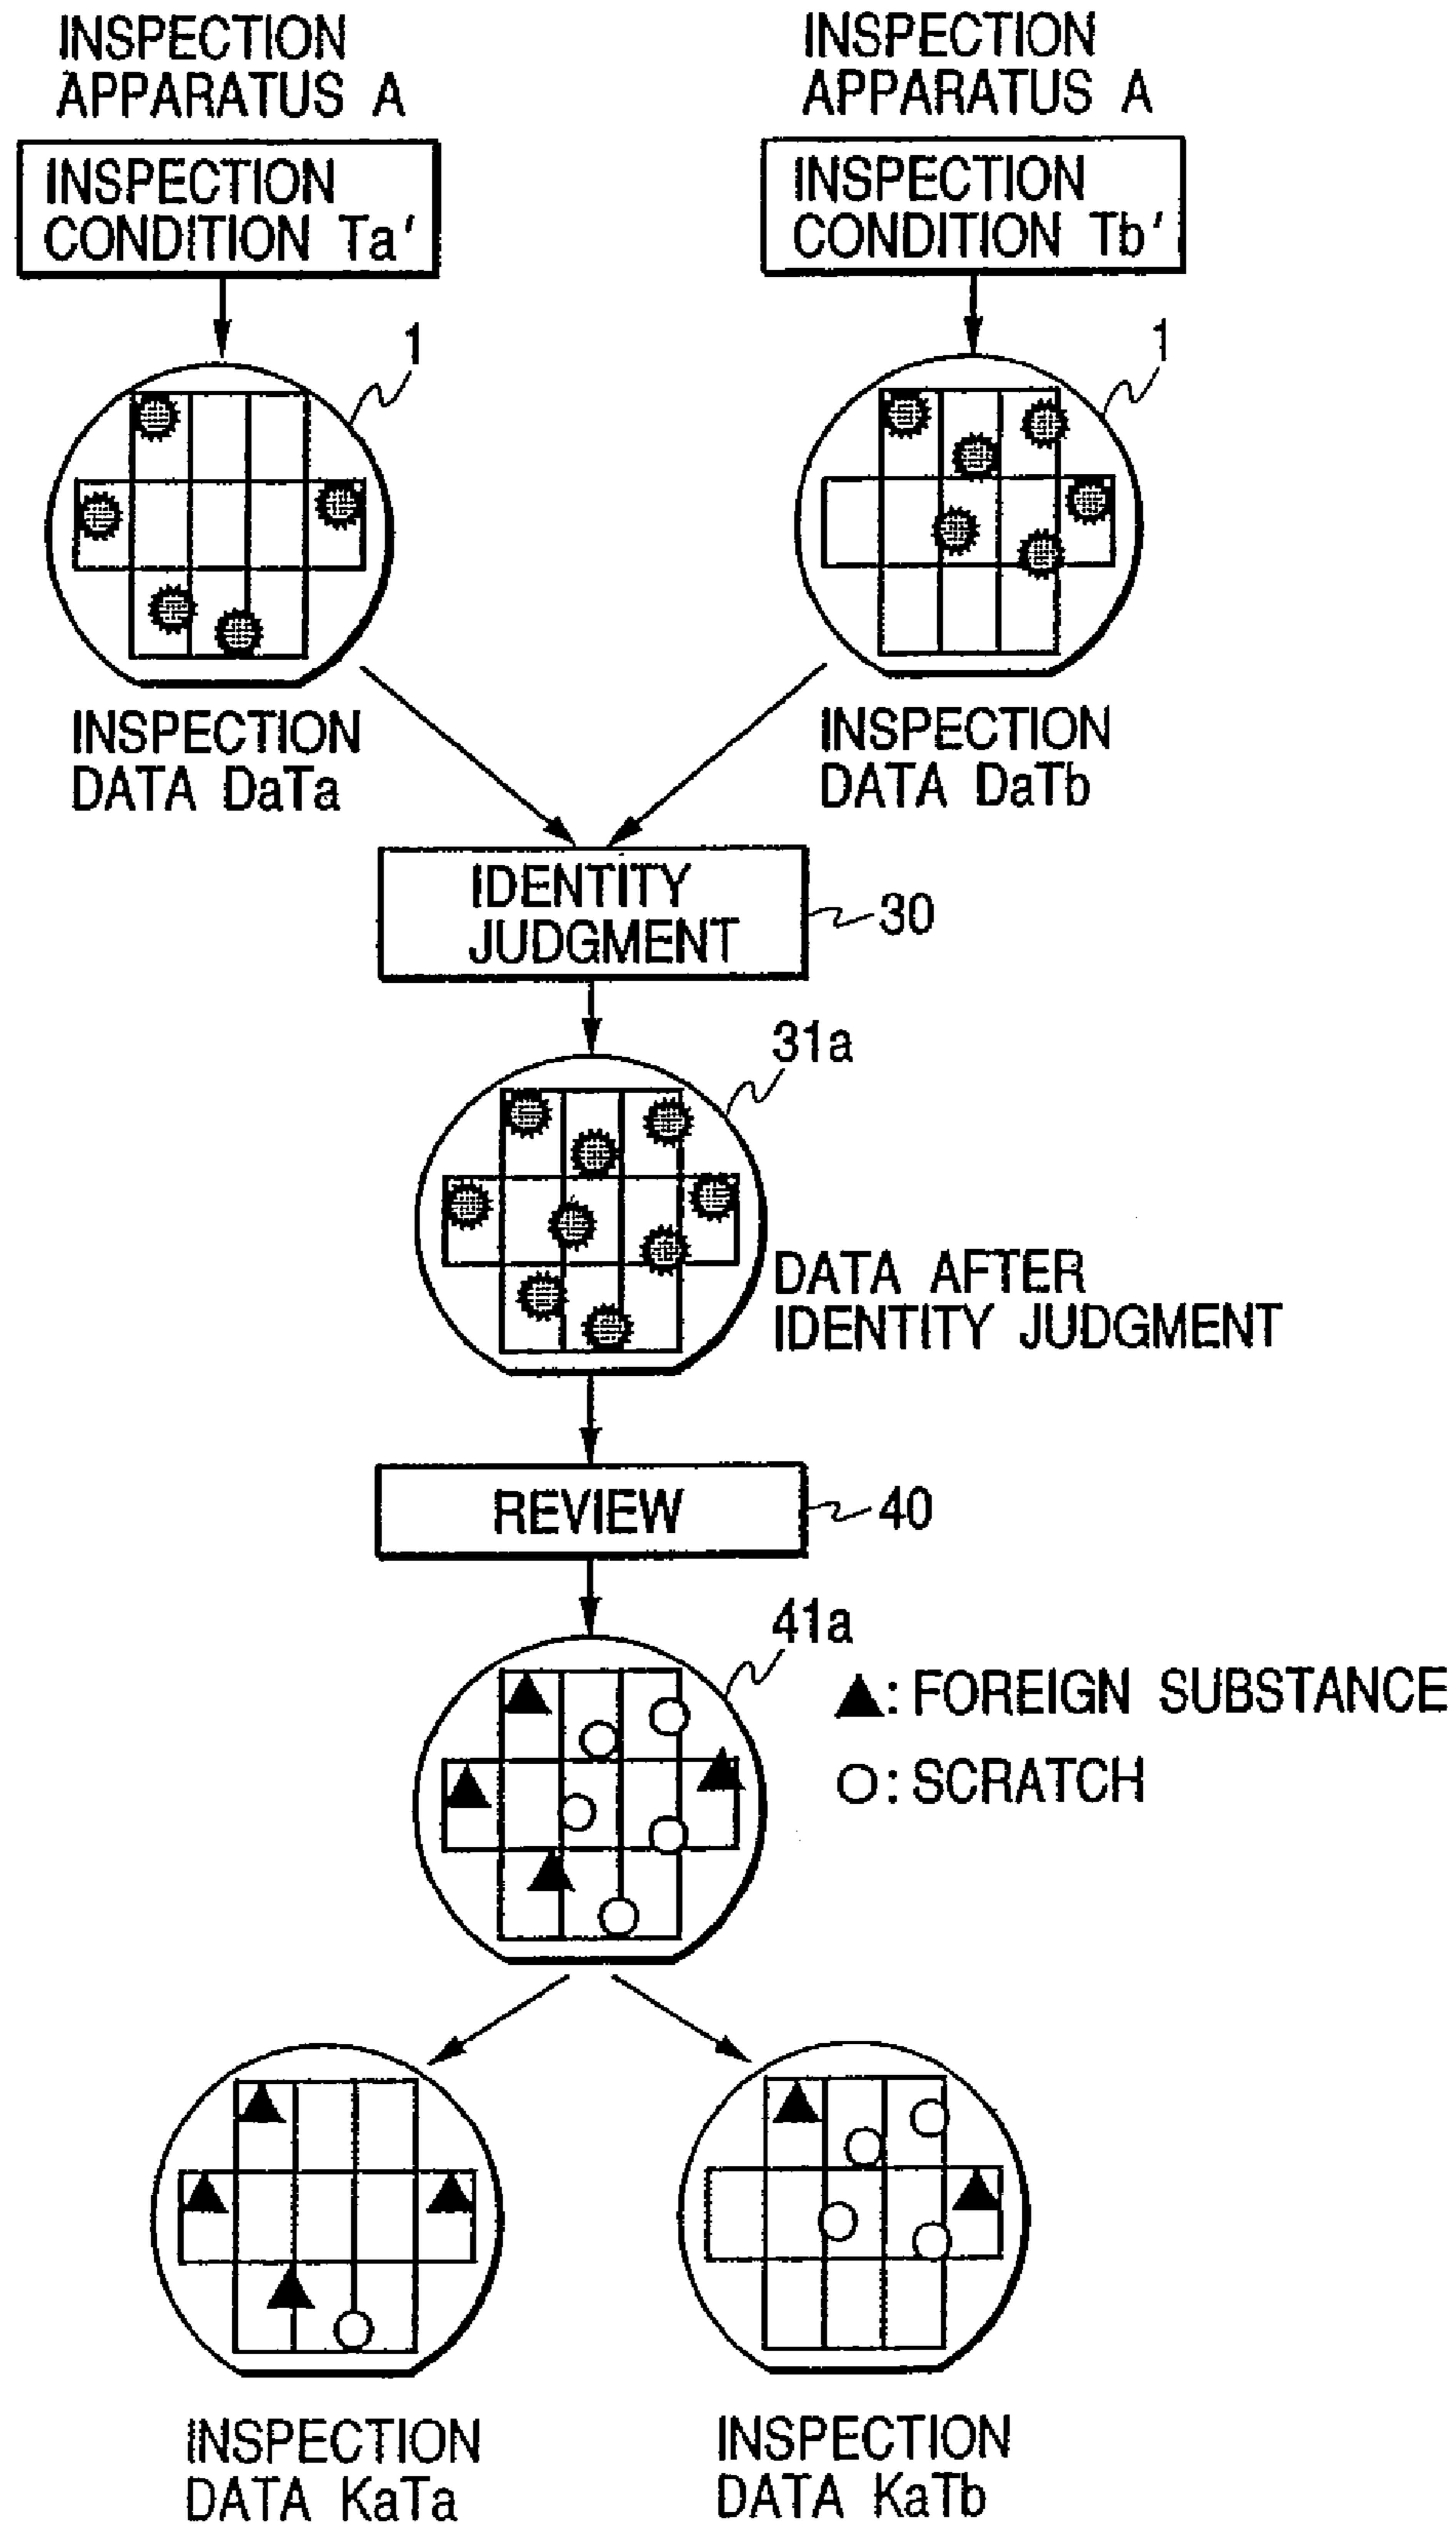 INSPECTION
APPARATUS A
INSPECTION
APPARATUS A
INSPECTION
CONDITION Ta'
INSPECTION
CONDITION Tb'
1
1
INSPECTION
DATA DaTa
INSPECTION
DATA DaTb
IDENTITY
JUDGMENT
30
31a
DATA AFTER
IDENTITY JUDGMENT
REVIEW
40
41a
▲: FOREIGN SUBSTANCE
○: SCRATCH
INSPECTION
DATA KaTa
INSPECTION
DATA KaTb